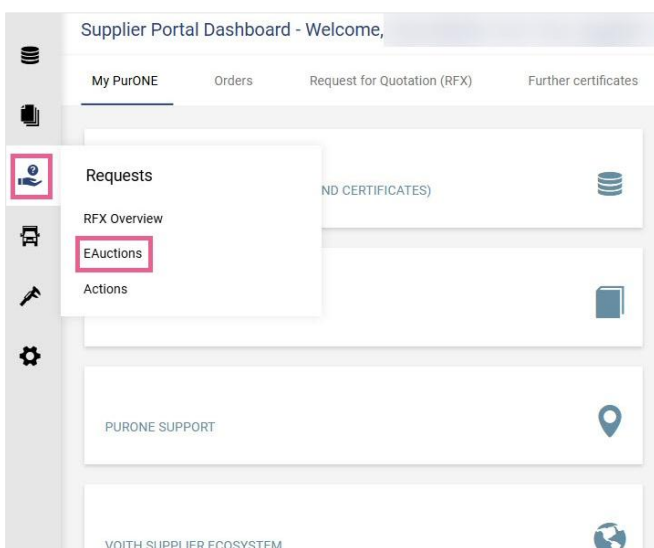 Supplier Portal Dashboard - Welcome,
My PurONE Orders Request for Quotation (RFX) Further certificates
Requests
RFX Overview
EAuctions
Actions
ND CERTIFICATES)
PURONE SUPPORT
VOITH SUPPLIER ECOSYSTEM